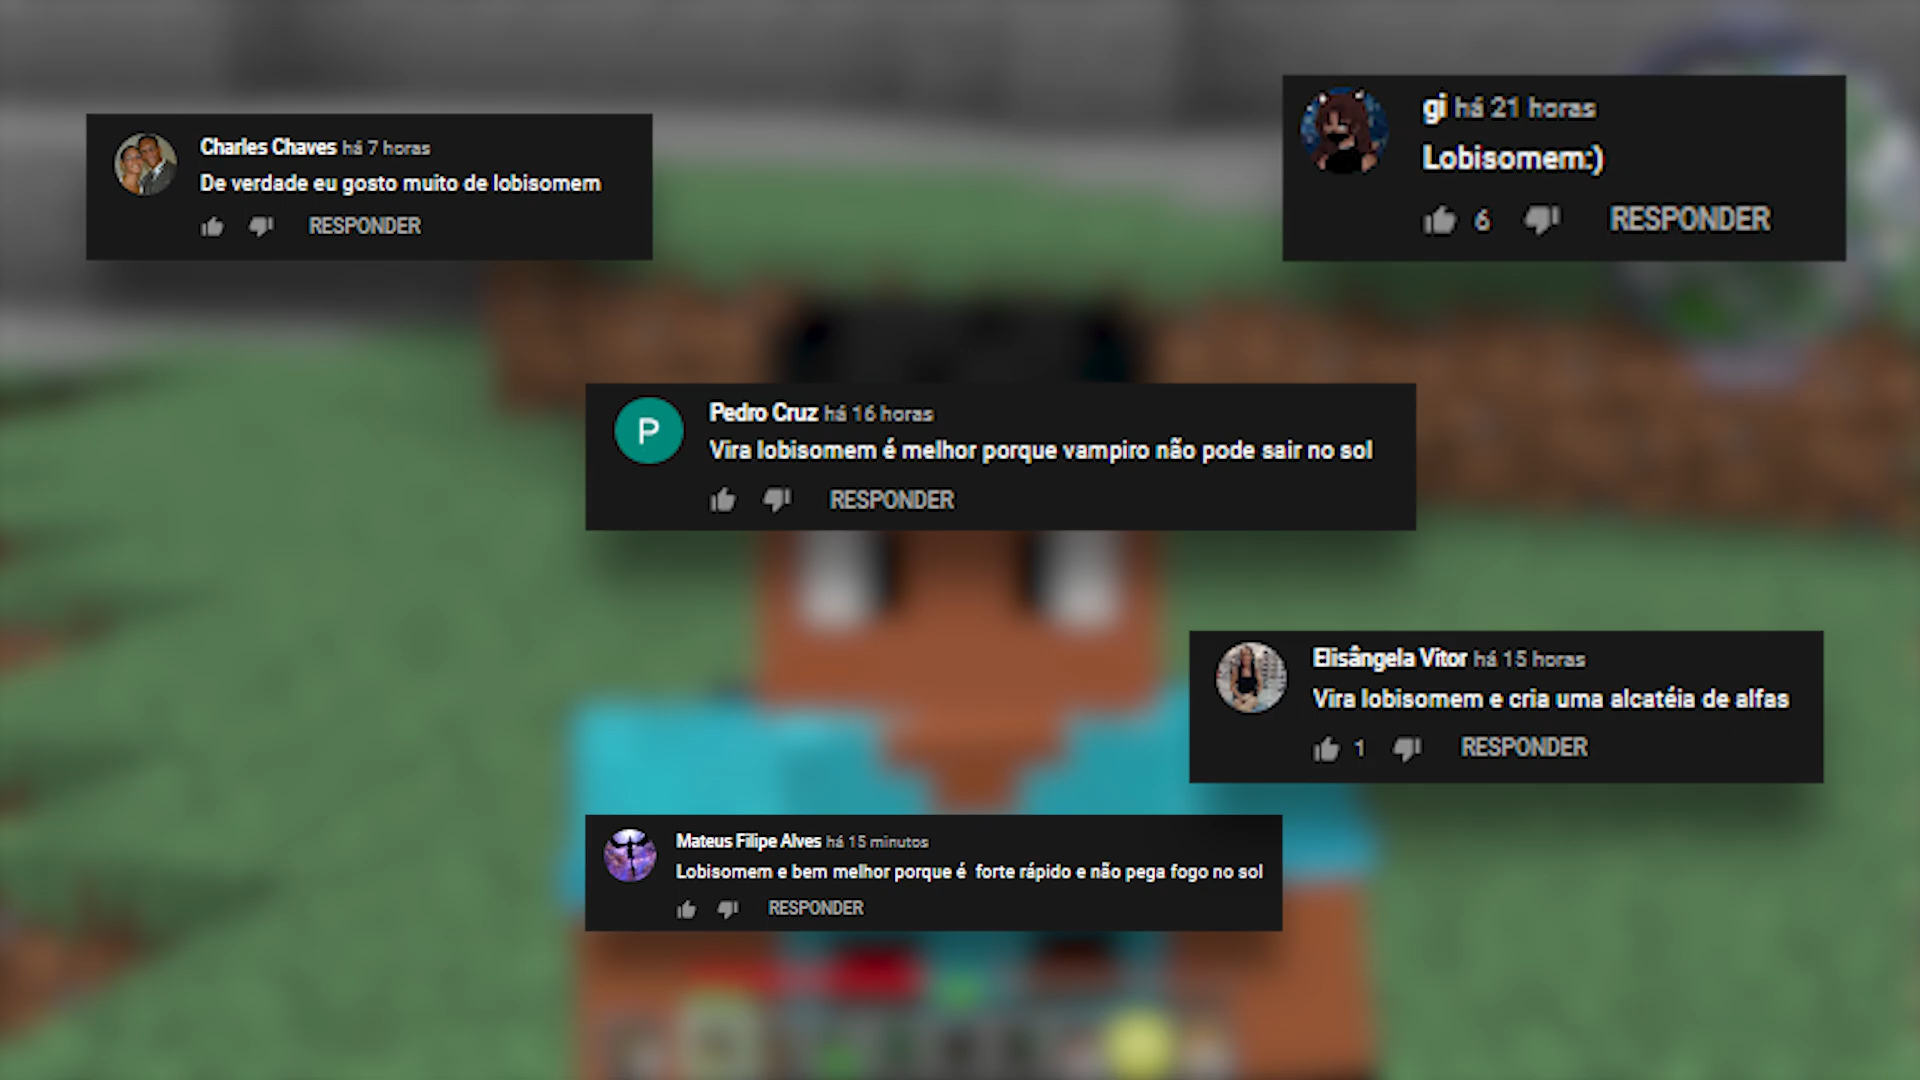 Charles Chaves há 7 horas
De verdade eu gosto muito de lobisomem
RESPONDER
gi há 21 horas
Lobisomem:)
6 RESPONDER
P
Pedro Cruz há 16 horas
Vira lobisomem é melhor porque vampiro não pode sair no sol
RESPONDER
Elisângela Vitor há 15 horas
Vira lobisomem e cria uma alcatéia de alfas
1 RESPONDER
Mateus Filipe Alves há 15 minutos
Lobisomem e bem melhor porque é forte rápido e não pega fogo no sol
RESPONDER